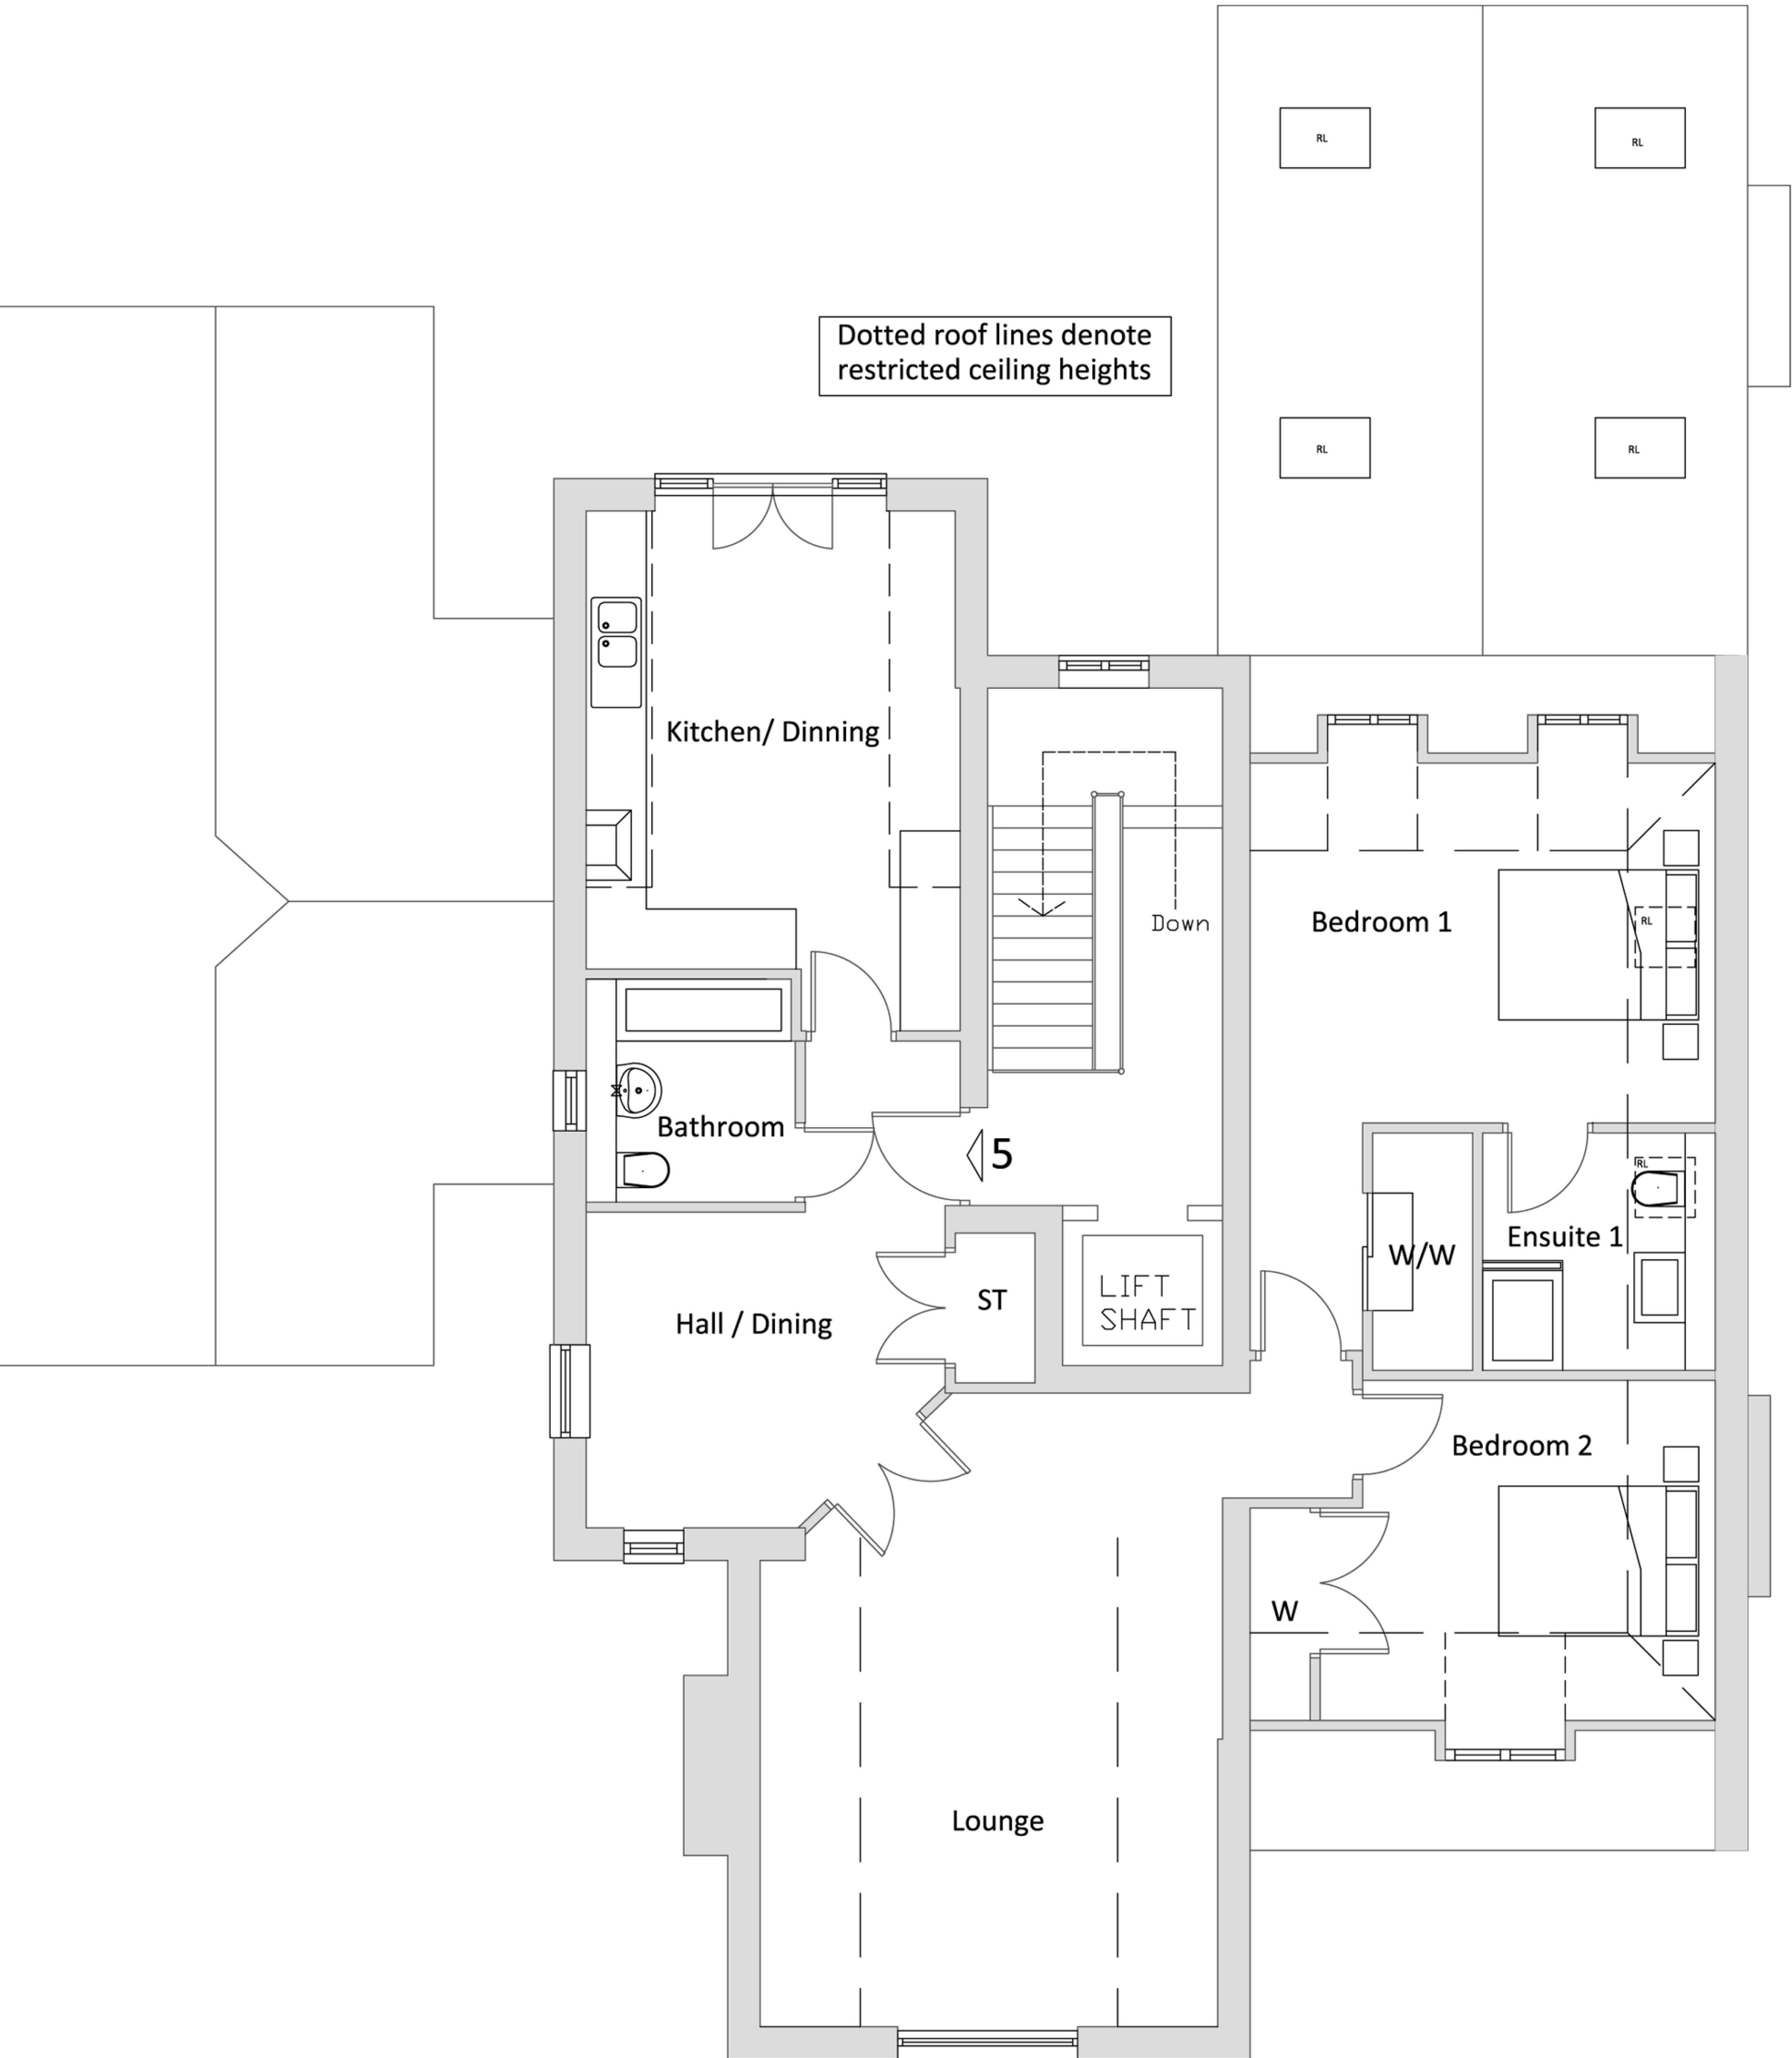 RL
RL
Dotted roof lines denote
restricted ceiling heights
RL
RL
Kitchen/ Dinning
Down
Bedroom 1
RL
Bathroom
5
RL
Ensuite 1
W/W
ST
LIFT
SHAFT
Hall / Dining
Bedroom 2
W
Lounge